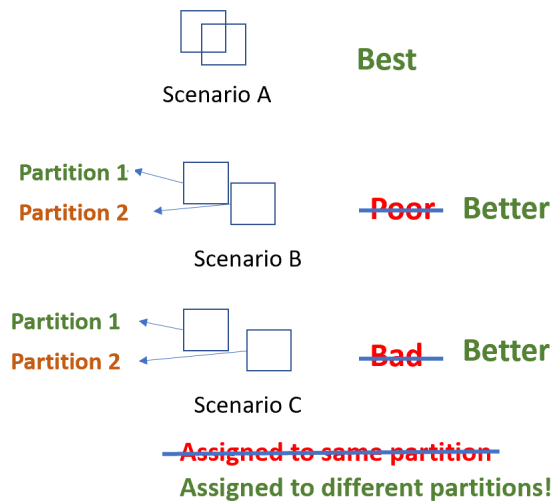 Best
Scenario A
Partition 1
Partition 2
Poor Better
Scenario B
Partition 1
Partition 2
Bad Better
Scenario C
Assigned to same partition
Assigned to different partitions!